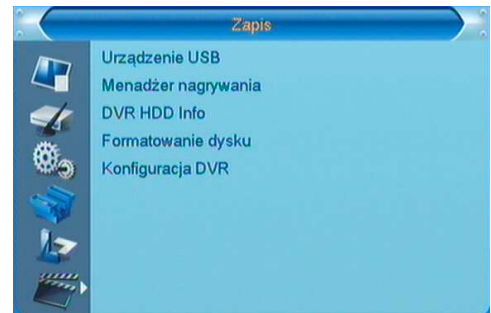 Zapis
Urządzenie USB
Menadżer nagrywania
DVR HDD Info
Formatowanie dysku
Konfiguracja DVR